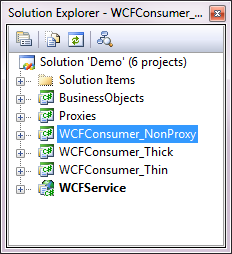 Solution Explorer - WCFConsumer_...
Solution 'Demo' (6 projects)
Solution Items
BusinessObjects
Proxies
WCFConsumer_NonProxy
WCFConsumer_Thick
WCFConsumer_Thin
WCFService